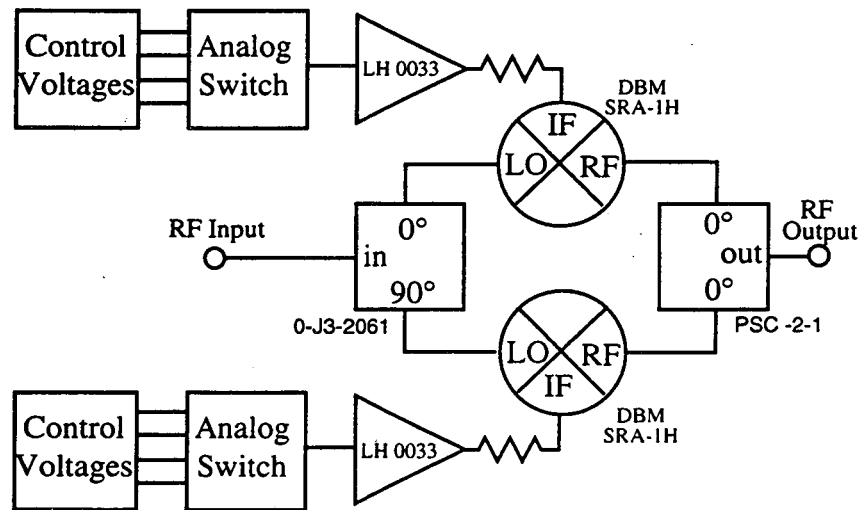 Control
Voltages
Analog
Switch
LH 0033
DBM
SRA-1H
IF
LO
RF
RF Input
in
0°
90°
0-J3-2061
0°
out
0°
PSC -2-1
RF
Output
LO
RF
IF
DBM
SRA-1H
Control
Voltages
Analog
Switch
LH 0033